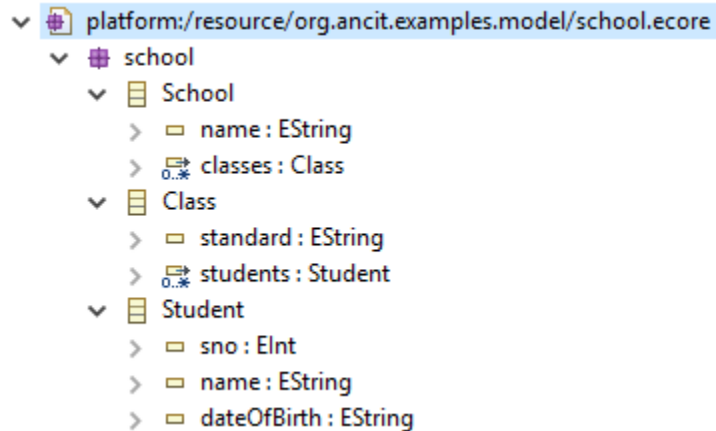 platform:/resource/org.ancit.examples.model/school.ecore
school
School
name : EString
0..* classes : Class
Class
standard : EString
0..* students : Student
Student
sno : EInt
name : EString
dateOfBirth : EString